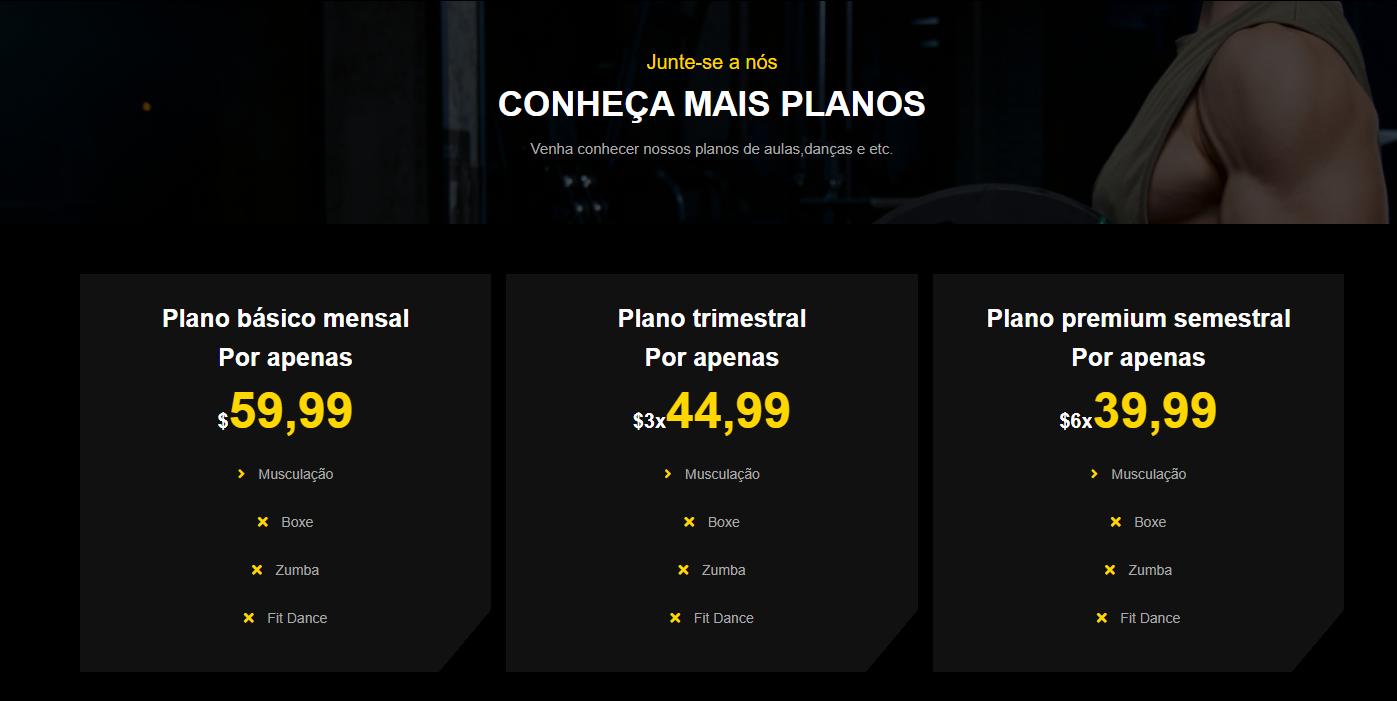 Junte-se a nós
CONHEÇA MAIS PLANOS
Venha conhecer nossos planos de aulas,danças e etc.
Plano básico mensal
Por apenas
$59,99
Musculação
Boxe
Zumba
Fit Dance
Plano trimestral
Por apenas
$3x44,99
Musculação
Boxe
Zumba
Fit Dance
Plano premium semestral
Por apenas
$6x39,99
Musculação
Boxe
Zumba
Fit Dance